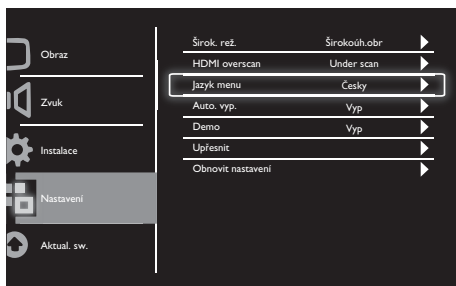 Obraz
Zvuk
Instalace
Nastavení
Aktual. sw.
Širok. rež. Širokoúh.obr
HDMI overscan Under scan
Jazyk menu Česky
Auto. vyp. Vyp
Demo Vyp
Upřesnit
Obnovit nastavení